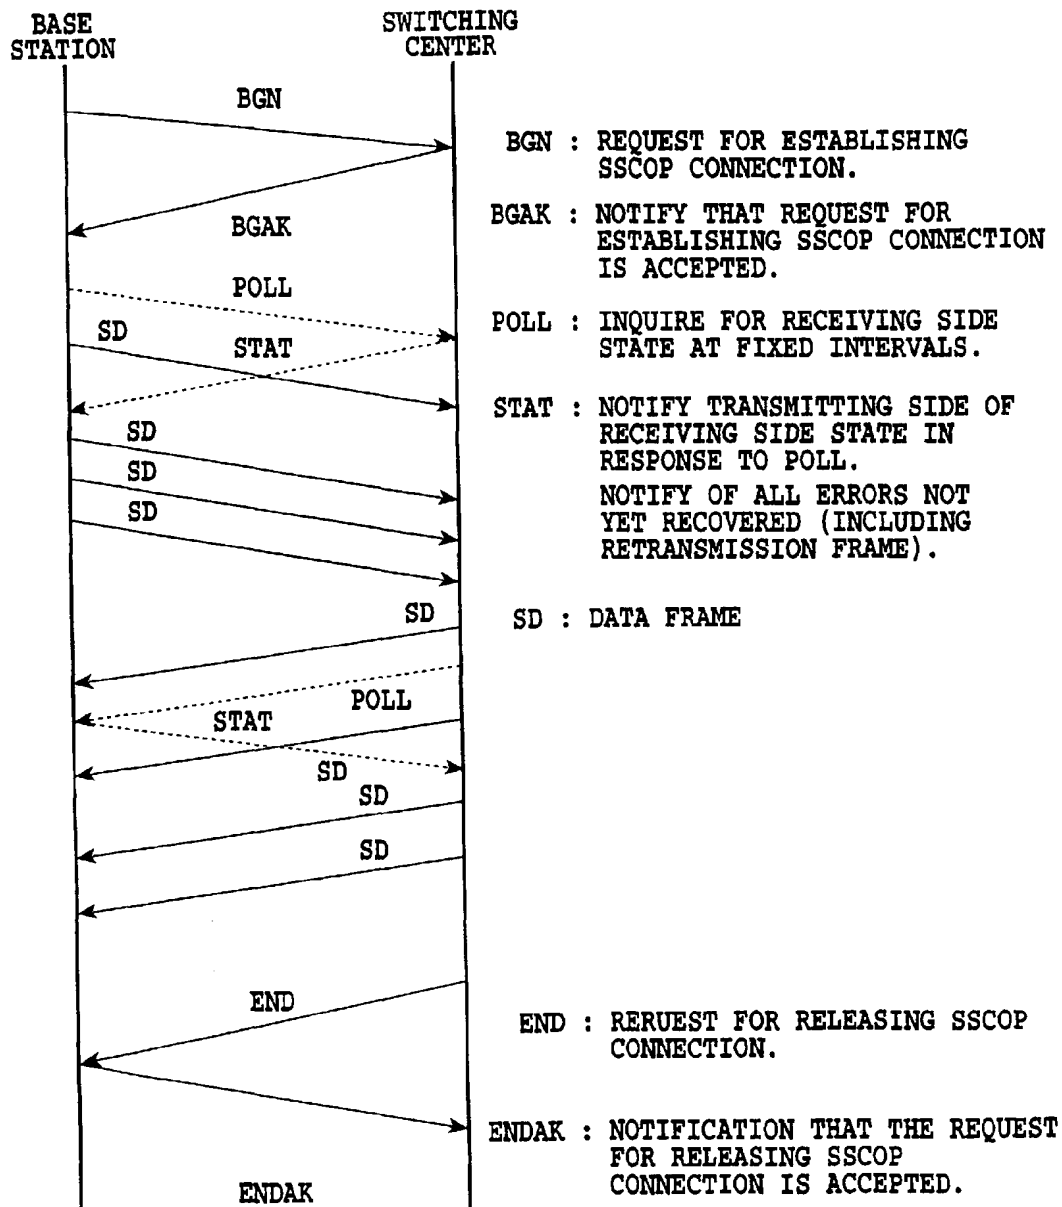 BASE
STATION
SWITCHING
CENTER
BGN
BGN : REQUEST FOR ESTABLISHING
SSCOP CONNECTION.
BGAK
BGAK : NOTIFY THAT REQUEST FOR
ESTABLISHING SSCOP CONNECTION
IS ACCEPTED.
POLL
SD
STAT
POLL : INQUIRE FOR RECEIVING SIDE
STATE AT FIXED INTERVALS.
STAT : NOTIFY TRANSMITTING SIDE OF
RECEIVING SIDE STATE IN
RESPONSE TO POLL.
NOTIFY OF ALL ERRORS NOT
YET RECOVERED (INCLUDING
RETRANSMISSION FRAME).
SD
SD
SD
SD
SD : DATA FRAME
POLL
STAT
SD
SD
SD
END
END : RERUEST FOR RELEASING SSCOP
CONNECTION.
ENDAK : NOTIFICATION THAT THE REQUEST
FOR RELEASING SSCOP
CONNECTION IS ACCEPTED.
ENDAK